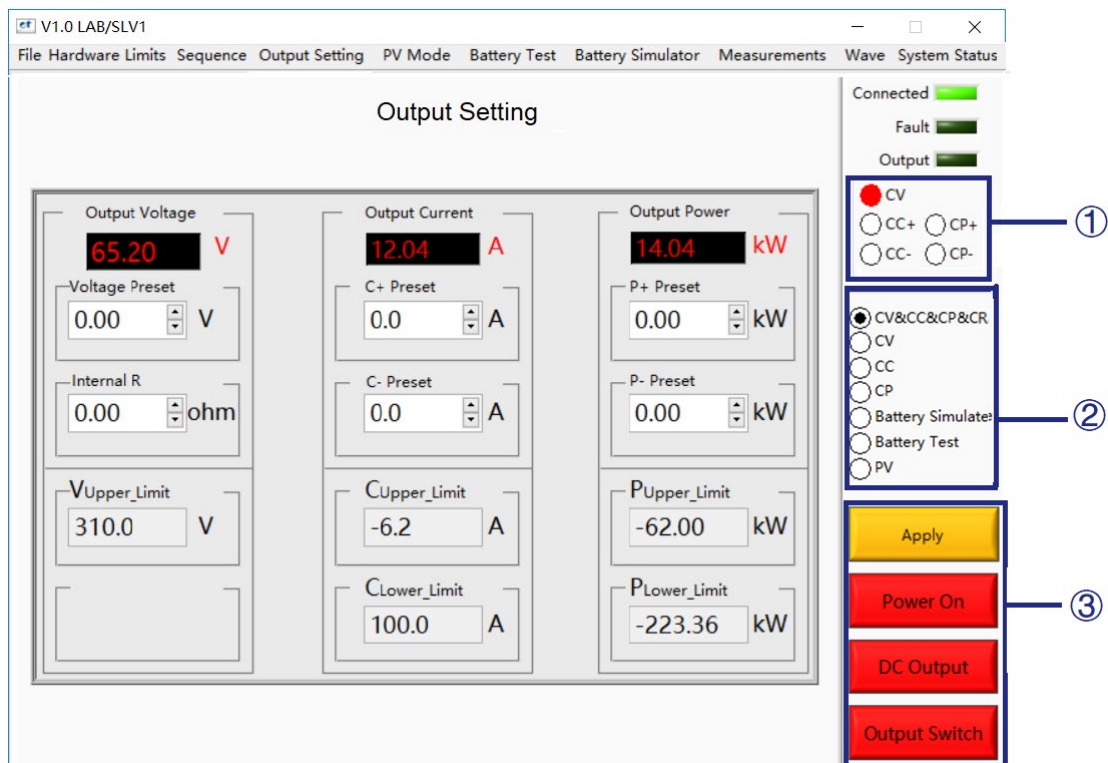 V1.0 LAB/SLV1
File Hardware Limits Sequence Output Setting PV Mode Battery Test Battery Simulator Measurements Wave System Status
Output Setting
Connected
Fault
Output
Output Voltage
65.20 V
Voltage Preset
0.00 V
Internal R
0.00 ohm
VUpper_Limit
310.0 V
Output Current
12.04 A
C+ Preset
0.0 A
C- Preset
0.0 A
CUpper_Limit
-6.2 A
CLower_Limit
100.0 A
Output Power
14.04 kW
P+ Preset
0.00 kW
P- Preset
0.00 kW
PUpper_Limit
-62.00 kW
PLower_Limit
-223.36 kW
CV
CC+ CP+
CC- CP-
①
CV&CC&CP&CR
CV
CC
CP
Battery Simulate
Battery Test
PV
②
Apply
Power On
DC Output
Output Switch
③